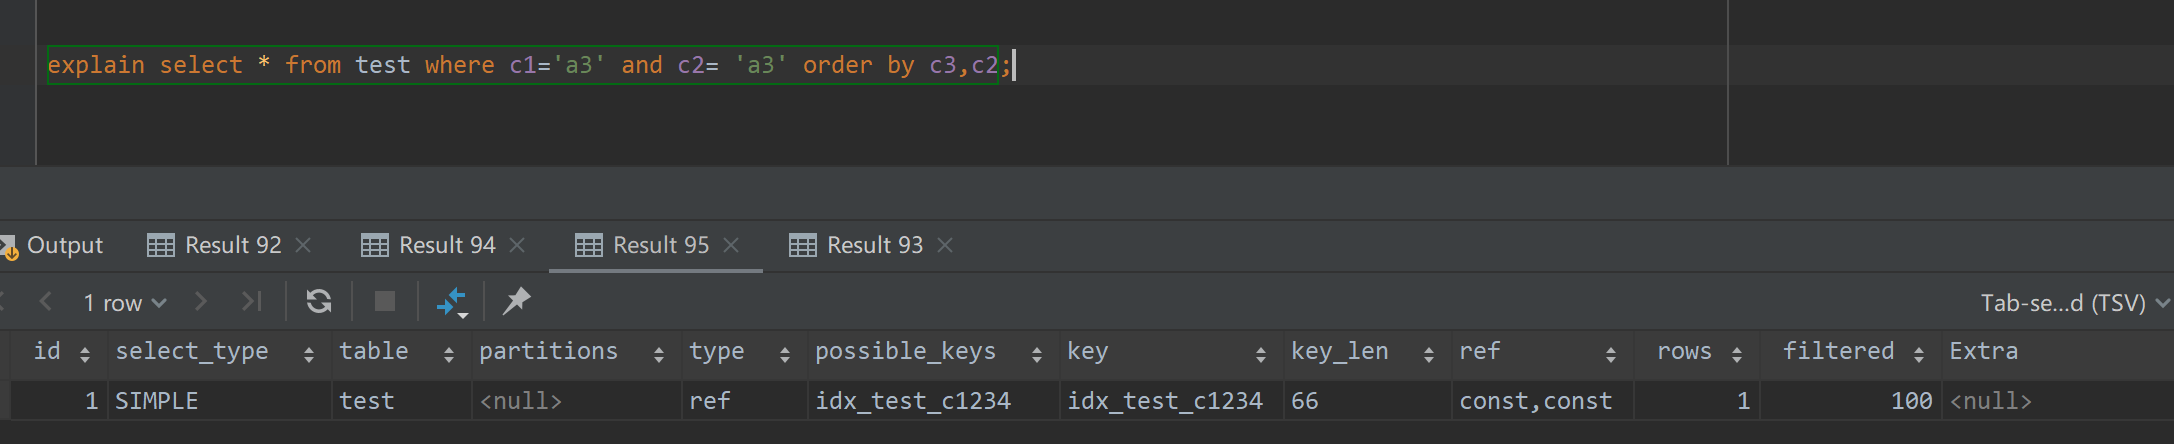 explain select * from test where c1='a3' and c2= 'a3' order by c3,c2;
Output Result 92 Result 94 Result 95 Result 93
1 row Tab-se...d (TSV)
id select_type table partitions type possible_keys key key_len ref rows filtered Extra
1 SIMPLE test <null> ref idx_test_c1234 idx_test_c1234 66 const,const 1 100 <null>